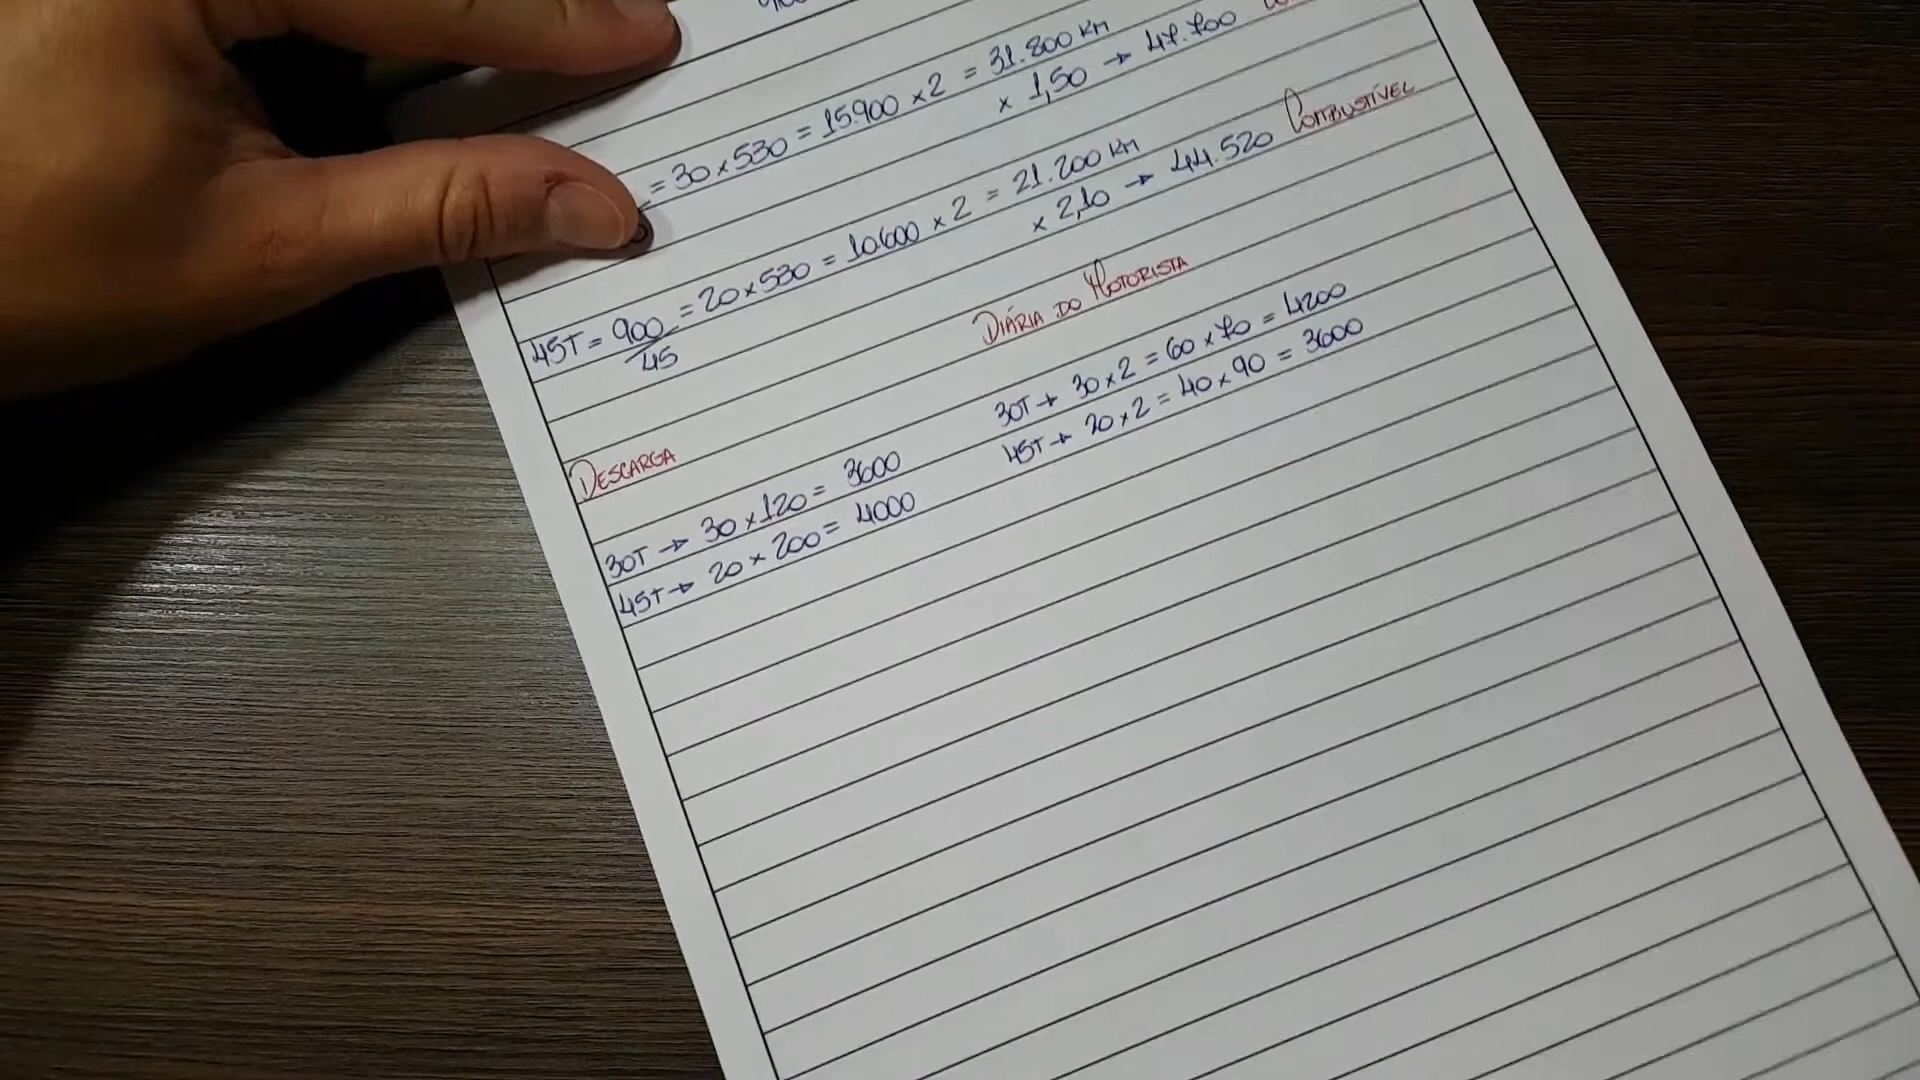 = 30 x 530 = 15.900 x 2 = 31.800 KM
x 1,50 → 47.700
45T = 900 = 20 x 530 = 10.600 x 2 = 21.200 KM
45
x 2,10 → 44.520 COMBUSTÍVEL
DIÁRIA DO MOTORISTA
30T → 30 x 2 = 60 x 70 = 4200
45T → 20 x 2 = 40 x 90 = 3600
DESCARGA
30T → 30 x 120 = 3600
45T → 20 x 200 = 4000